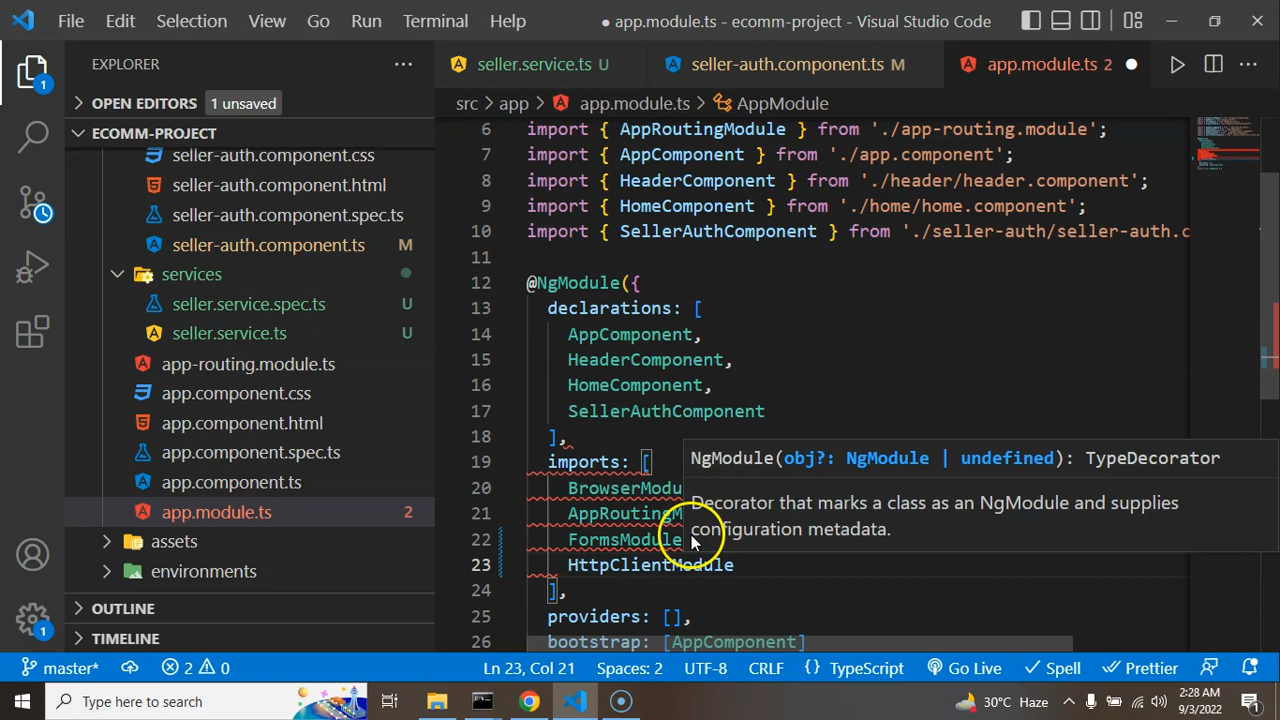 File Edit Selection View Go Run Terminal Help
● app.module.ts - ecomm-project - Visual Studio Code
EXPLORER
seller.service.ts U
seller-auth.component.ts M
app.module.ts 2
OPEN EDITORS 1 unsaved
src > app > app.module.ts > AppModule
ECOMM-PROJECT
seller-auth.component.css
seller-auth.component.html
seller-auth.component.spec.ts
seller-auth.component.ts M
services
seller.service.spec.ts U
seller.service.ts U
app-routing.module.ts
app.component.css
app.component.html
app.component.spec.ts
app.component.ts
app.module.ts 2
assets
environments
OUTLINE
TIMELINE
1
1
6 import { AppRoutingModule } from './app-routing.module';
7 import { AppComponent } from './app.component';
8 import { HeaderComponent } from './header/header.component';
9 import { HomeComponent } from './home/home.component';
10 import { SellerAuthComponent } from './seller-auth/seller-auth.c
11
12 @NgModule({
13 declarations: [
14 AppComponent,
15 HeaderComponent,
16 HomeComponent,
17 SellerAuthComponent
18 ],
19 imports: [
20 BrowserModu
21 AppRoutingM
22 FormsModule
23 HttpClientModule
24 ],
25 providers: [],
26 bootstrap: [AppComponent]
NgModule(obj?: NgModule | undefined): TypeDecorator
Decorator that marks a class as an NgModule and supplies
configuration metadata.
master* 2 0 Ln 23, Col 21 Spaces: 2 UTF-8 CRLF {} TypeScript Go Live Spell Prettier
Type here to search
30°C Haze
2:28 AM
9/3/2022
1